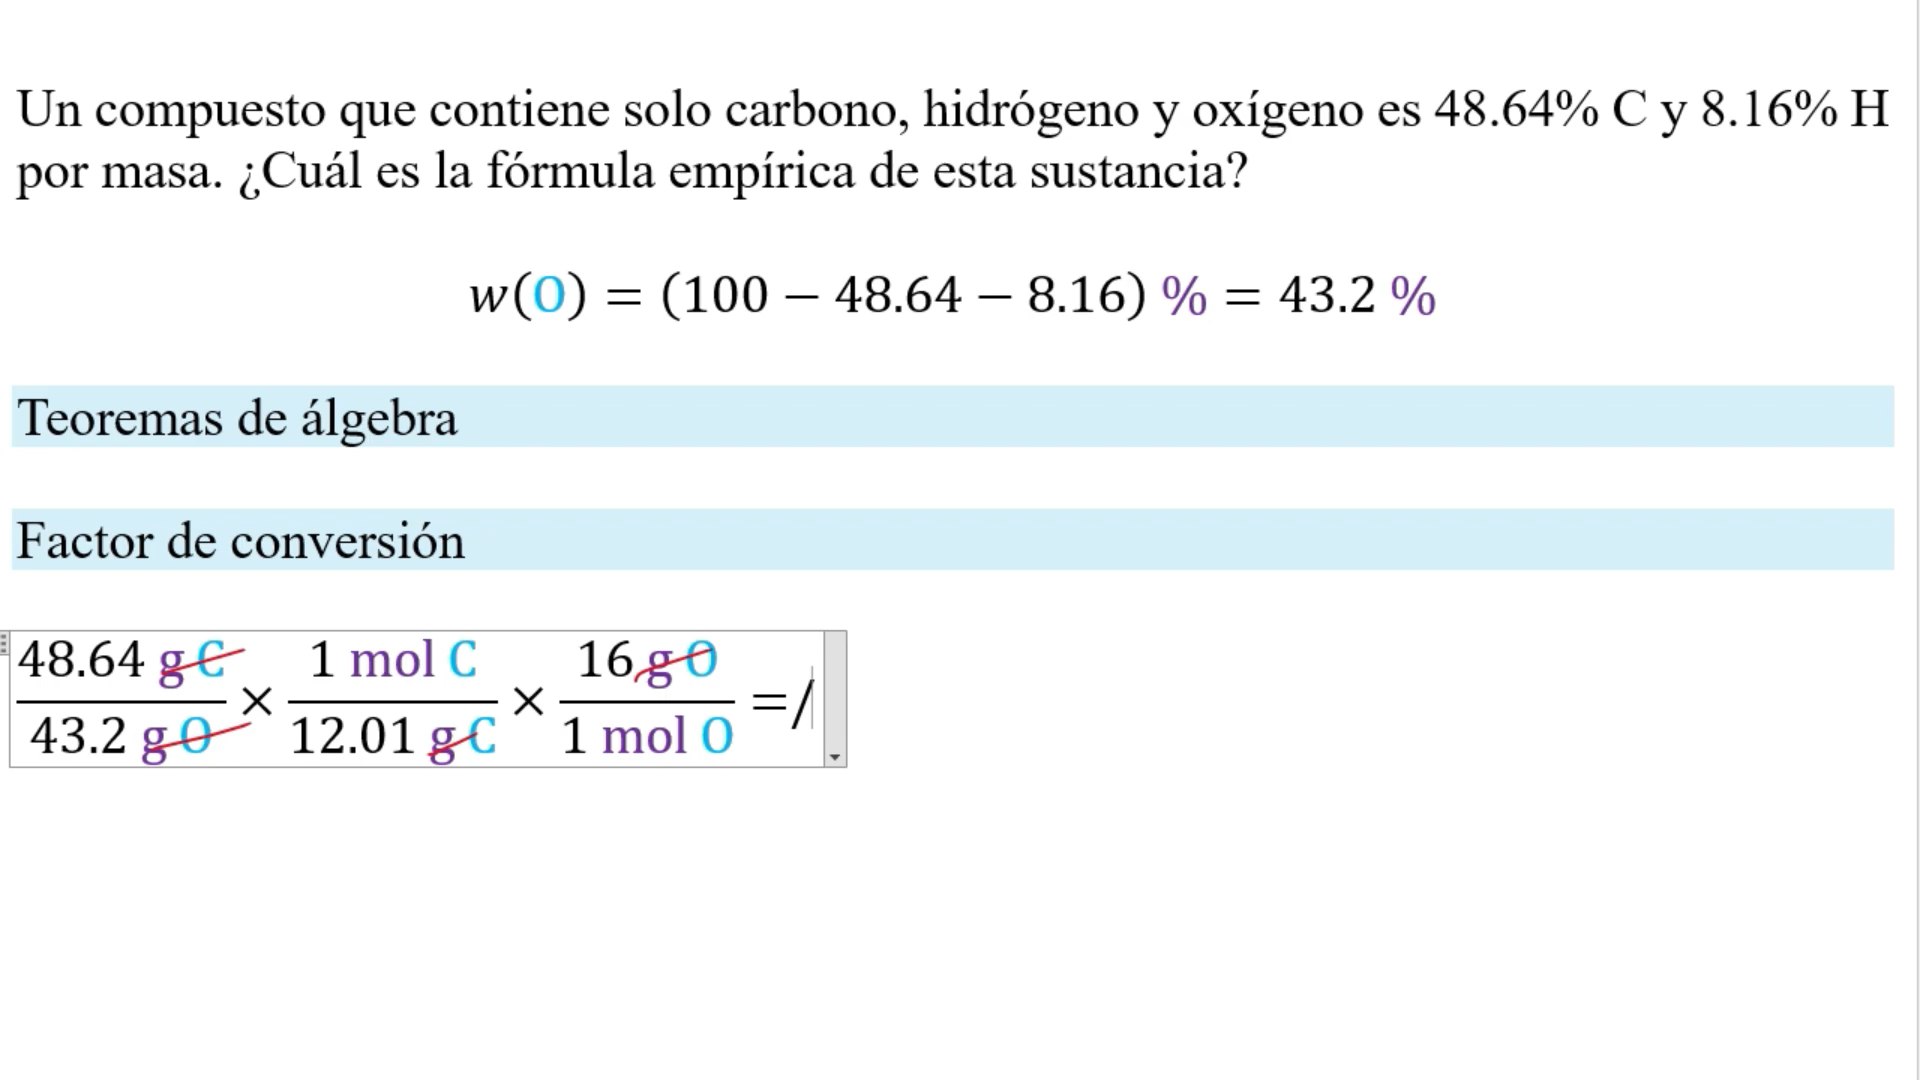 Un compuesto que contiene solo carbono, hidrógeno y oxígeno es 48.64% C y 8.16% H
por masa. ¿Cuál es la fórmula empírica de esta sustancia?
w(O) = (100 − 48.64 − 8.16) % = 43.2 %
Teoremas de álgebra
Factor de conversión
48.64 g C / 43.2 g O × 1 mol C / 12.01 g C × 16 g O / 1 mol O = /